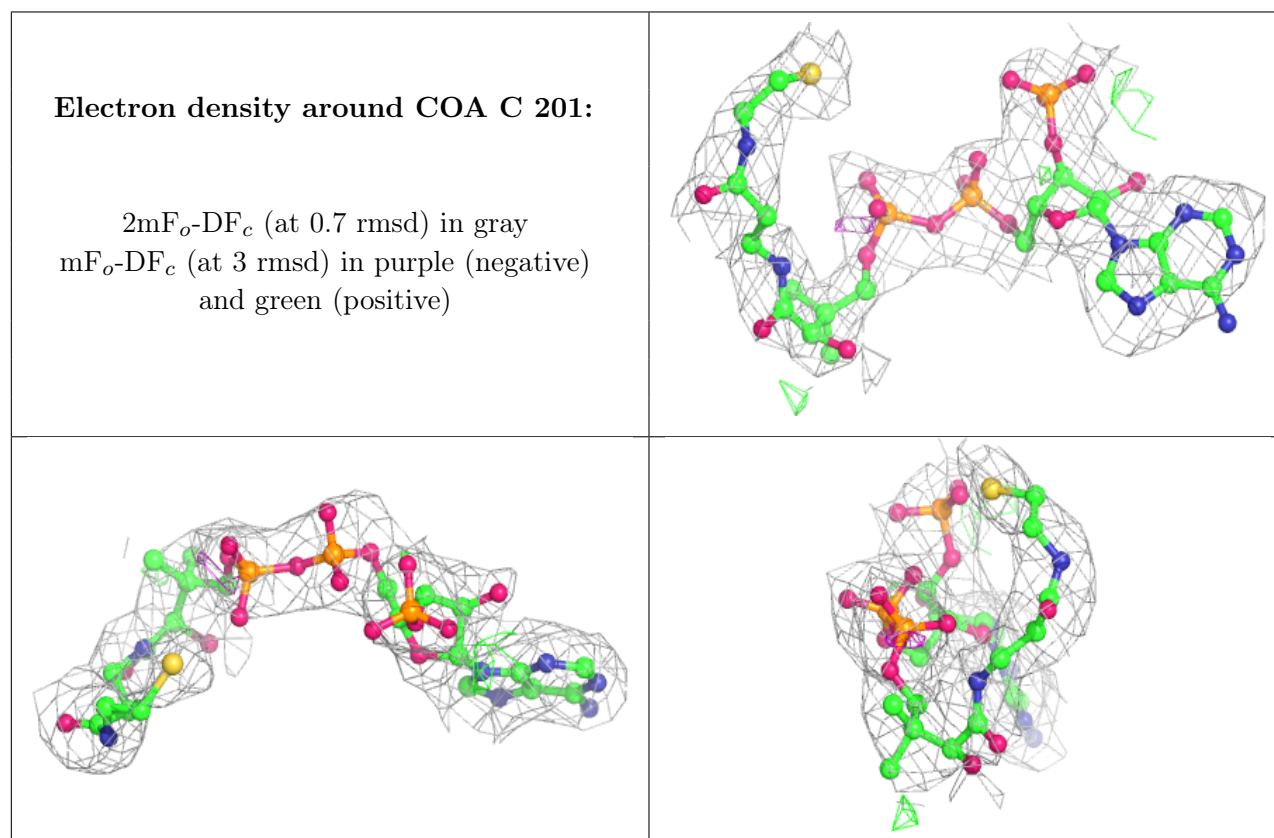 Electron density around COA C 201:
2mFₒ-DF𝒸 (at 0.7 rmsd) in gray
mFₒ-DF𝒸 (at 3 rmsd) in purple (negative)
and green (positive)